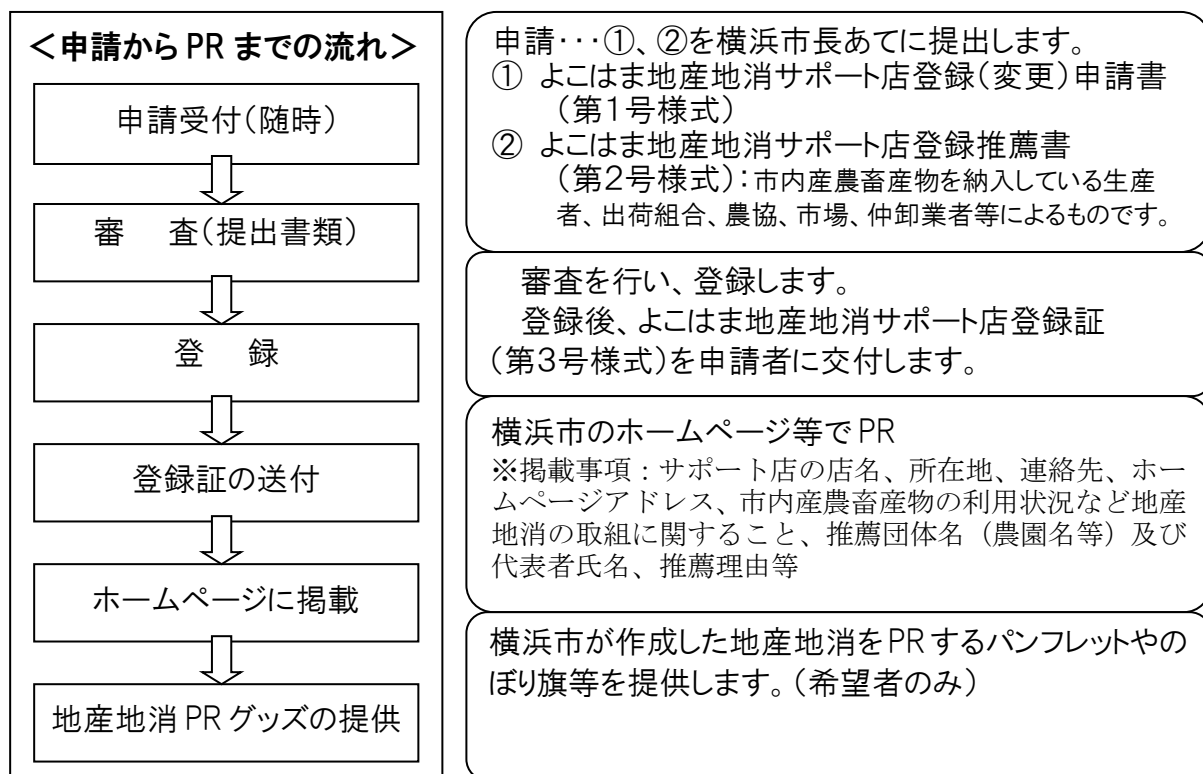 ＜申請からPRまでの流れ＞
申請受付（随時）
審　査（提出書類）
登　録
登録証の送付
ホームページに掲載
地産地消PRグッズの提供
申請・・・①、②を横浜市長あてに提出します。
① よこはま地産地消サポート店登録（変更）申請書
（第１号様式）
② よこはま地産地消サポート店登録推薦書
（第２号様式）：市内産農畜産物を納入している生産
者、出荷組合、農協、市場、仲卸業者等によるものです。
審査を行い、登録します。
登録後、よこはま地産地消サポート店登録証
（第３号様式）を申請者に交付します。
横浜市のホームページ等でPR
※掲載事項：サポート店の店名、所在地、連絡先、ホー
ムページアドレス、市内産農畜産物の利用状況など地産
地消の取組に関すること、推薦団体名（農園名等）及び
代表者氏名、推薦理由等
横浜市が作成した地産地消をPRするパンフレットやの
ぼり旗等を提供します。（希望者のみ）